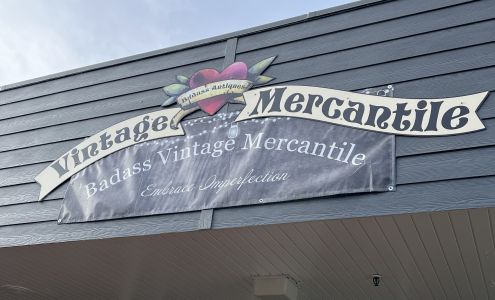 Badass Antiques
Vintage Mercantile
Badass Vintage Mercantile
Embrace Imperfection